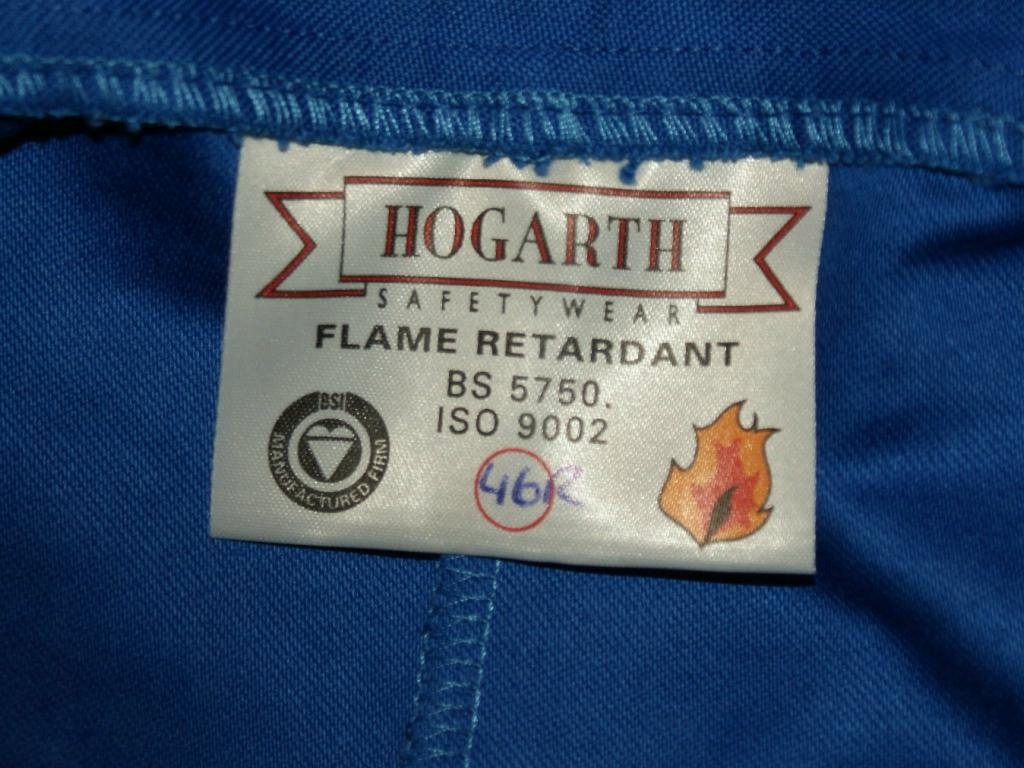 HOGARTH
SAFETYWEAR
FLAME RETARDANT
BS 5750.
ISO 9002
BSI
MANUFACTURED FIRM
46R